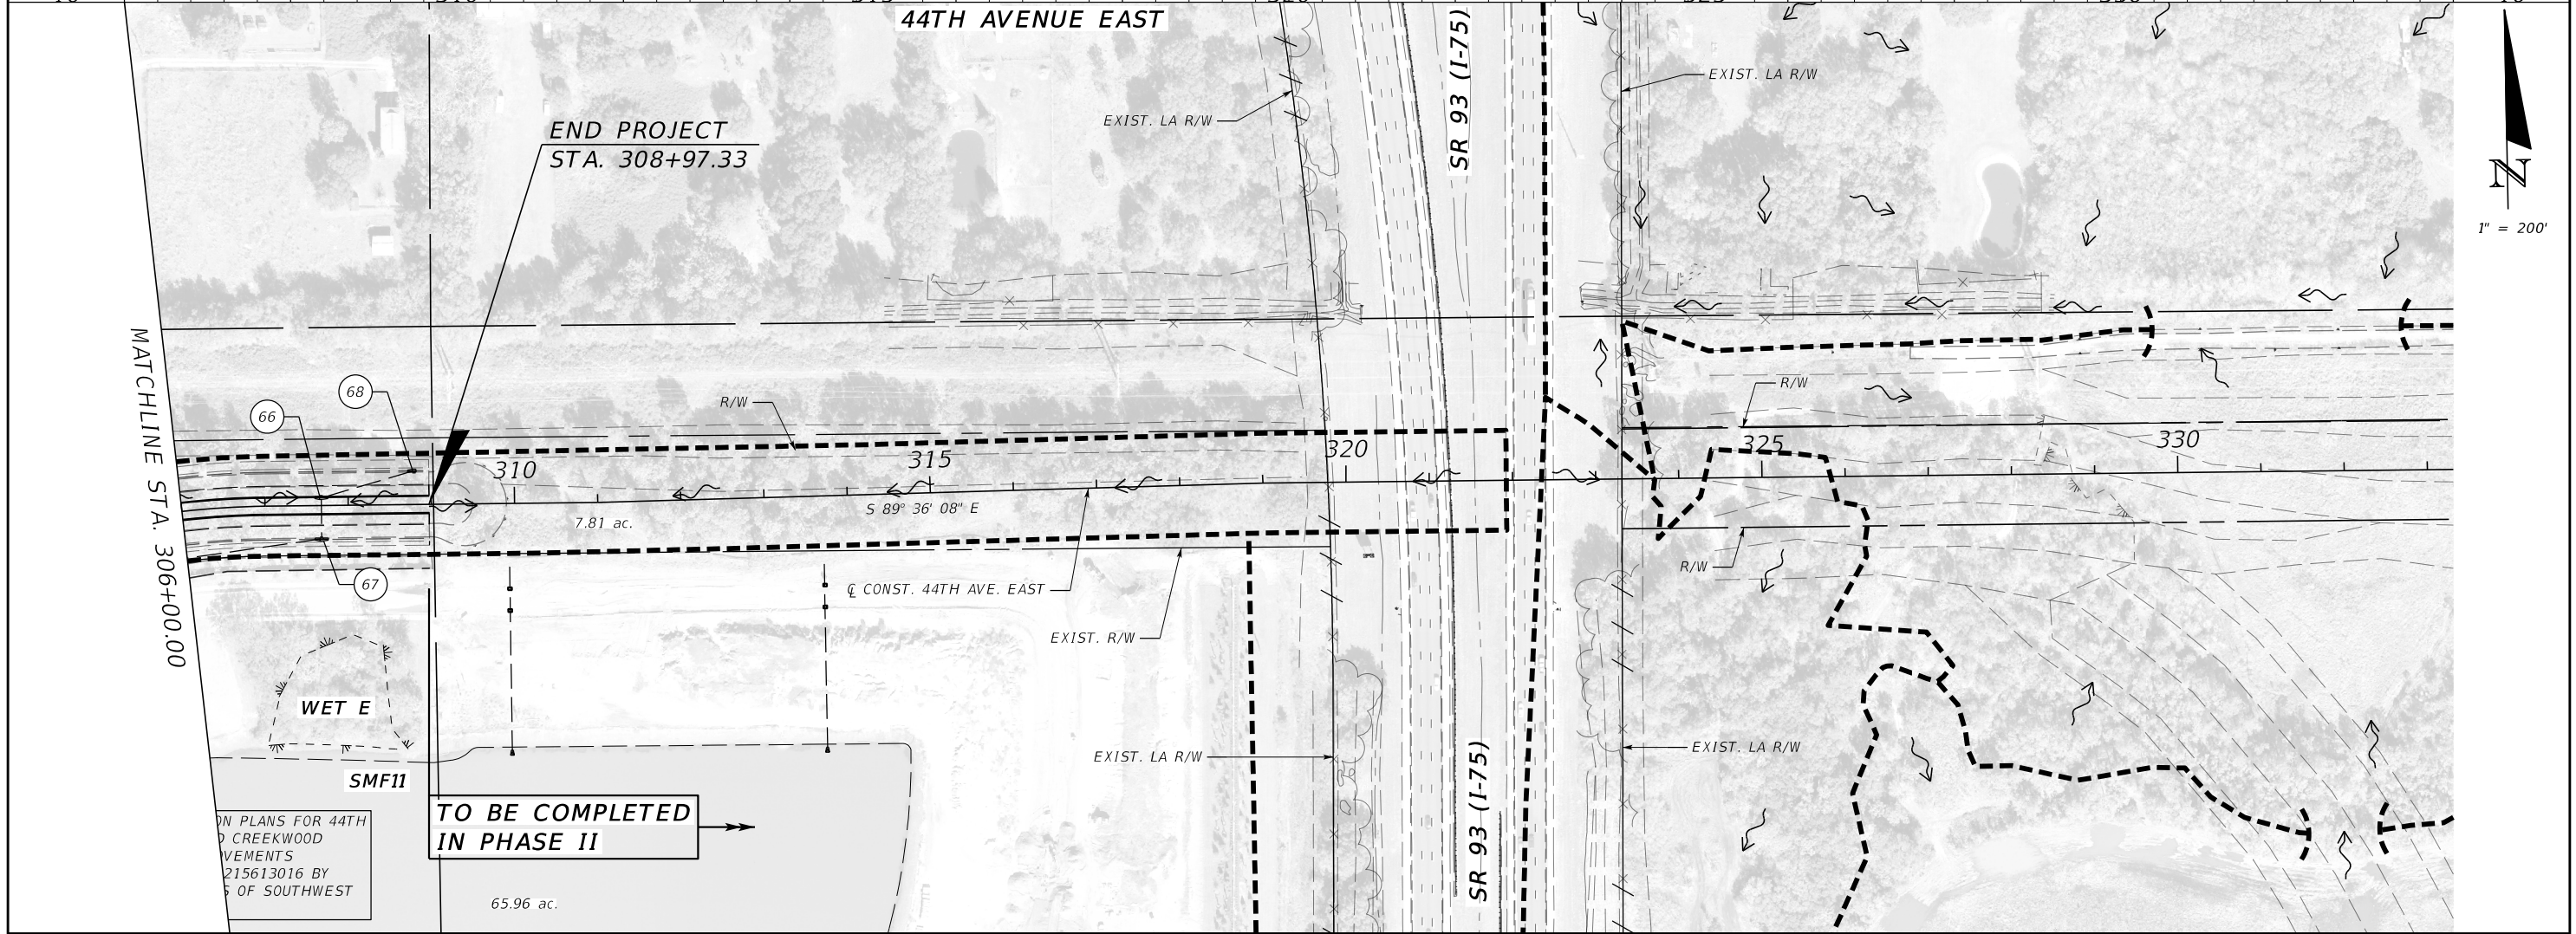 44TH AVENUE EAST
SR 93 (I-75)
EXIST. LA R/W
EXIST. LA R/W
END PROJECT
STA. 308+97.33
N
1" = 200'
MATCHLINE STA. 306+00.00
68
66
67
R/W
R/W
R/W
310
315
320
325
330
7.81 ac.
S 89° 36' 08" E
℄ CONST. 44TH AVE. EAST
EXIST. R/W
WET E
SMF11
EXIST. LA R/W
EXIST. LA R/W
SR 93 (I-75)
TO BE COMPLETED
IN PHASE II
ON PLANS FOR 44TH
CREEKWOOD
VEMENTS
215613016 BY
OF SOUTHWEST
65.96 ac.